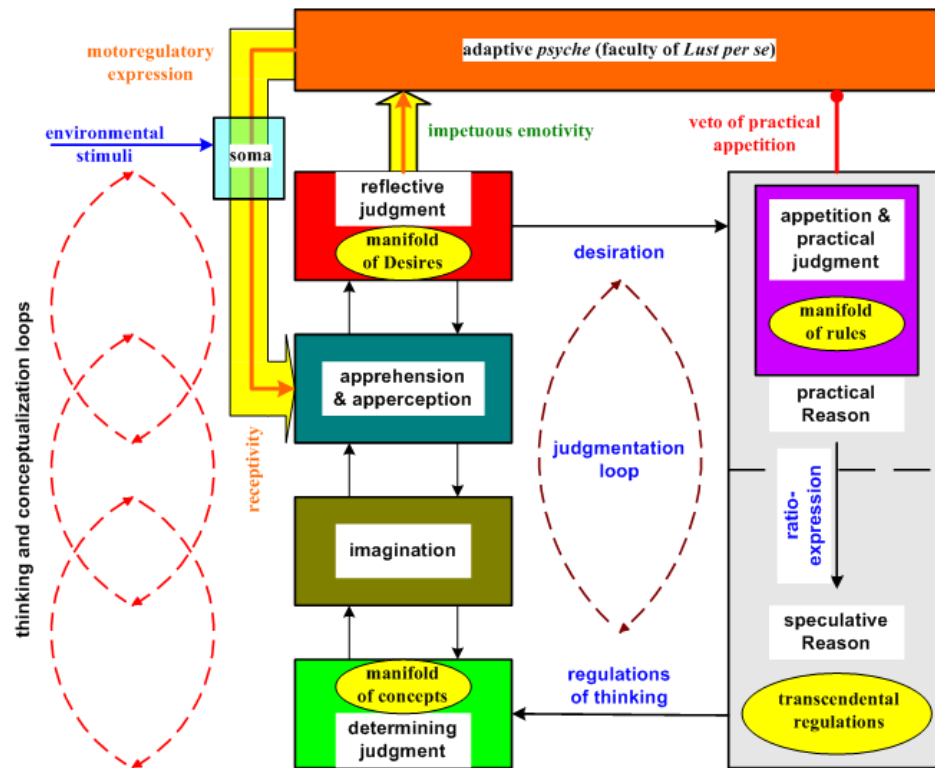 adaptive psyche (faculty of Lust per se)
motoregulatory
expression
impetuous emotivity
veto of practical
appetition
environmental
stimuli
soma
reflective
judgment
manifold
of Desires
desiration
appetition &
practical
judgment
manifold
of rules
practical
Reason
apprehension
& apperception
receptivity
judgmentation
loop
thinking and conceptualization loops
imagination
ratio-
expression
speculative
Reason
transcendental
regulations
regulations
of thinking
manifold
of concepts
determining
judgment